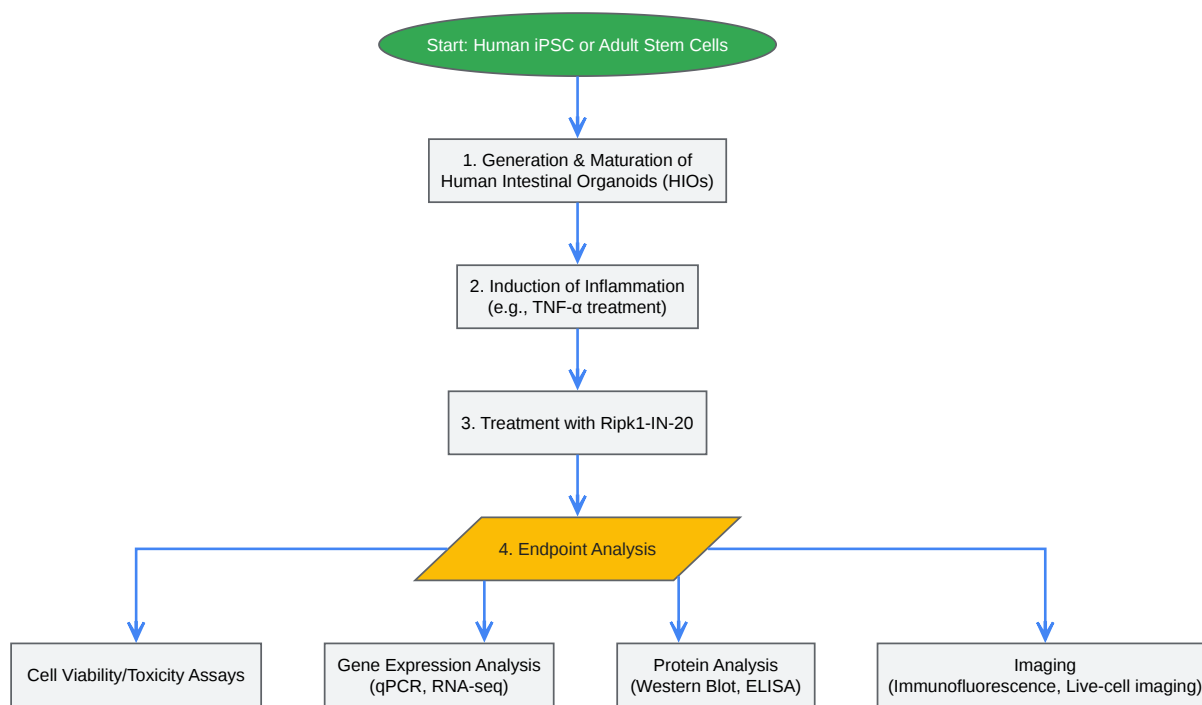 Start: Human iPSC or Adult Stem Cells
1. Generation & Maturation of
Human Intestinal Organoids (HIOs)
2. Induction of Inflammation
(e.g., TNF-α treatment)
3. Treatment with Ripk1-IN-20
4. Endpoint Analysis
Cell Viability/Toxicity Assays
Gene Expression Analysis
(qPCR, RNA-seq)
Protein Analysis
(Western Blot, ELISA)
Imaging
(Immunofluorescence, Live-cell imaging)